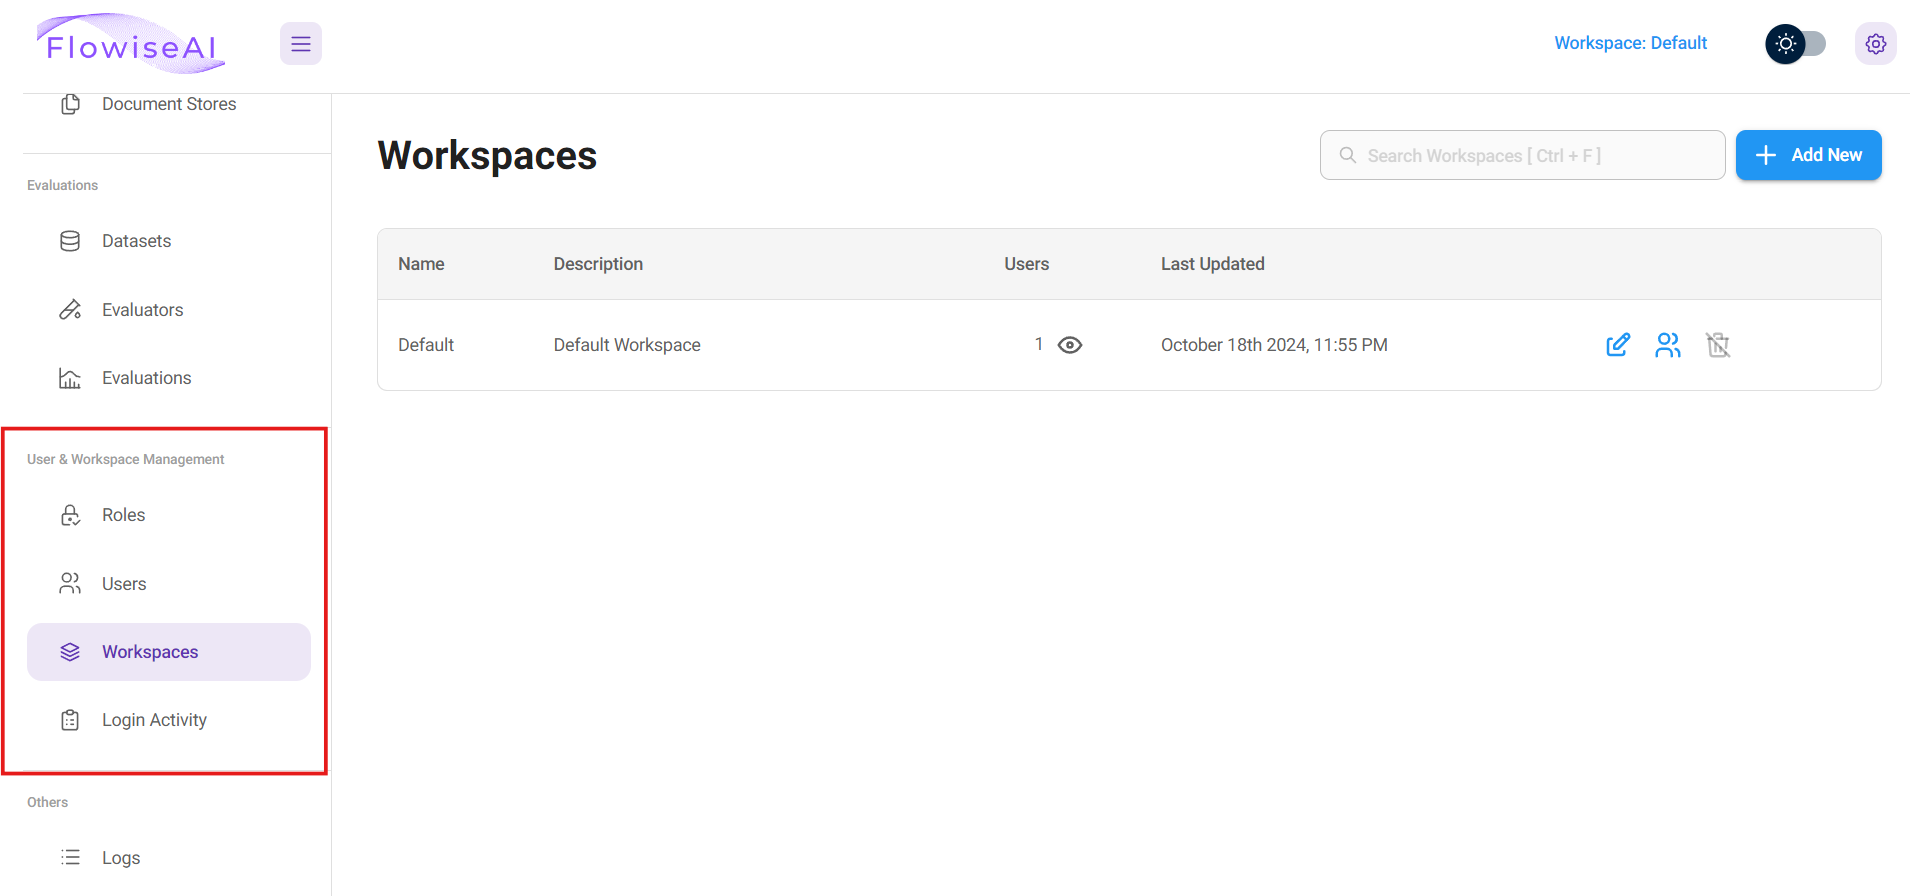 FlowiseAI
Workspace: Default
Document Stores
Evaluations
Datasets
Evaluators
Evaluations
User & Workspace Management
Roles
Users
Workspaces
Login Activity
Others
Logs
Workspaces
Search Workspaces [ Ctrl + F ]
Add New
Name Description Users Last Updated
Default Default Workspace 1 October 18th 2024, 11:55 PM